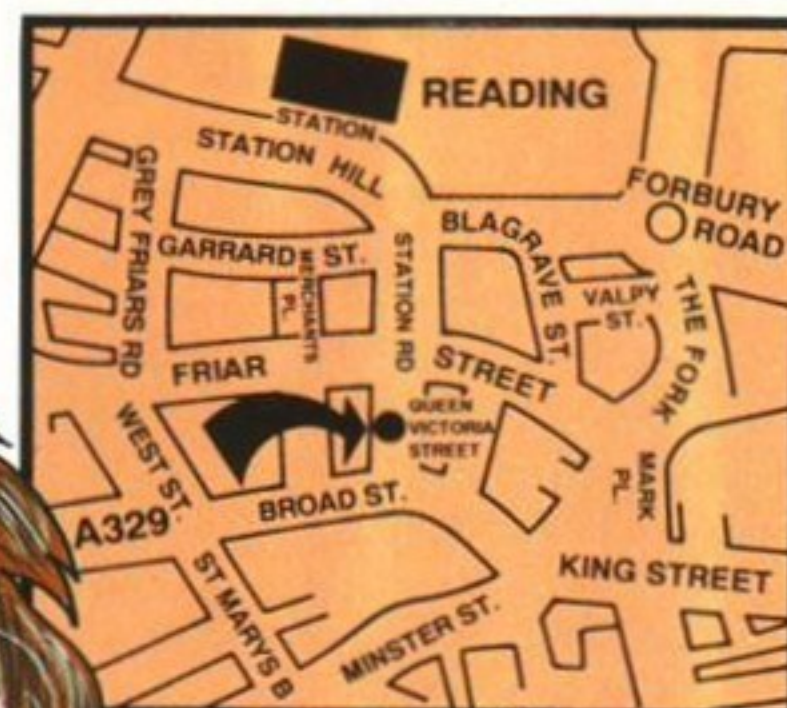 READING
STATION
STATION HILL
FORBURY
ROAD
GREY FRIARS RD
GARRARD ST.
MERCHANTS
PL.
STATION RD
BLAGRAVE ST.
VALPY
ST.
THE FORK
FRIAR STREET
QUEEN
VICTORIA
STREET
WEST ST.
BROAD ST.
MARK
PL.
A329
KING STREET
ST MARYS B
MINSTER ST.